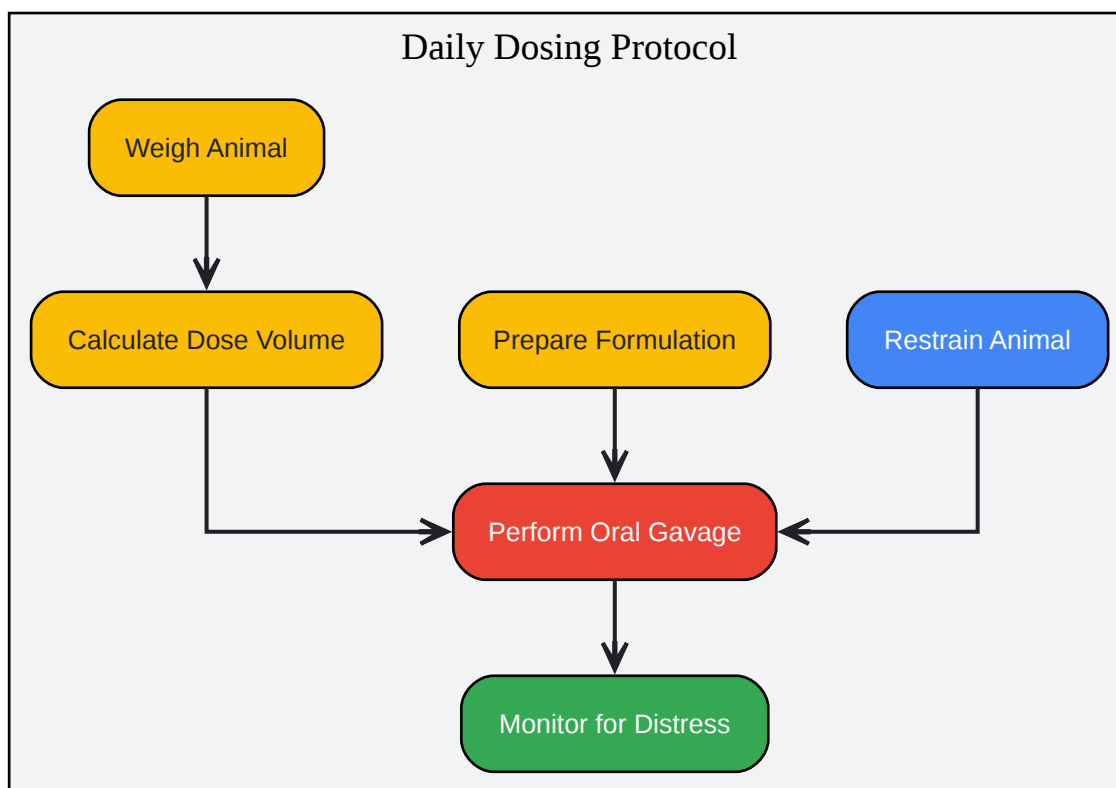 Daily Dosing Protocol
Weigh Animal
Calculate Dose Volume
Prepare Formulation
Restrain Animal
Perform Oral Gavage
Monitor for Distress